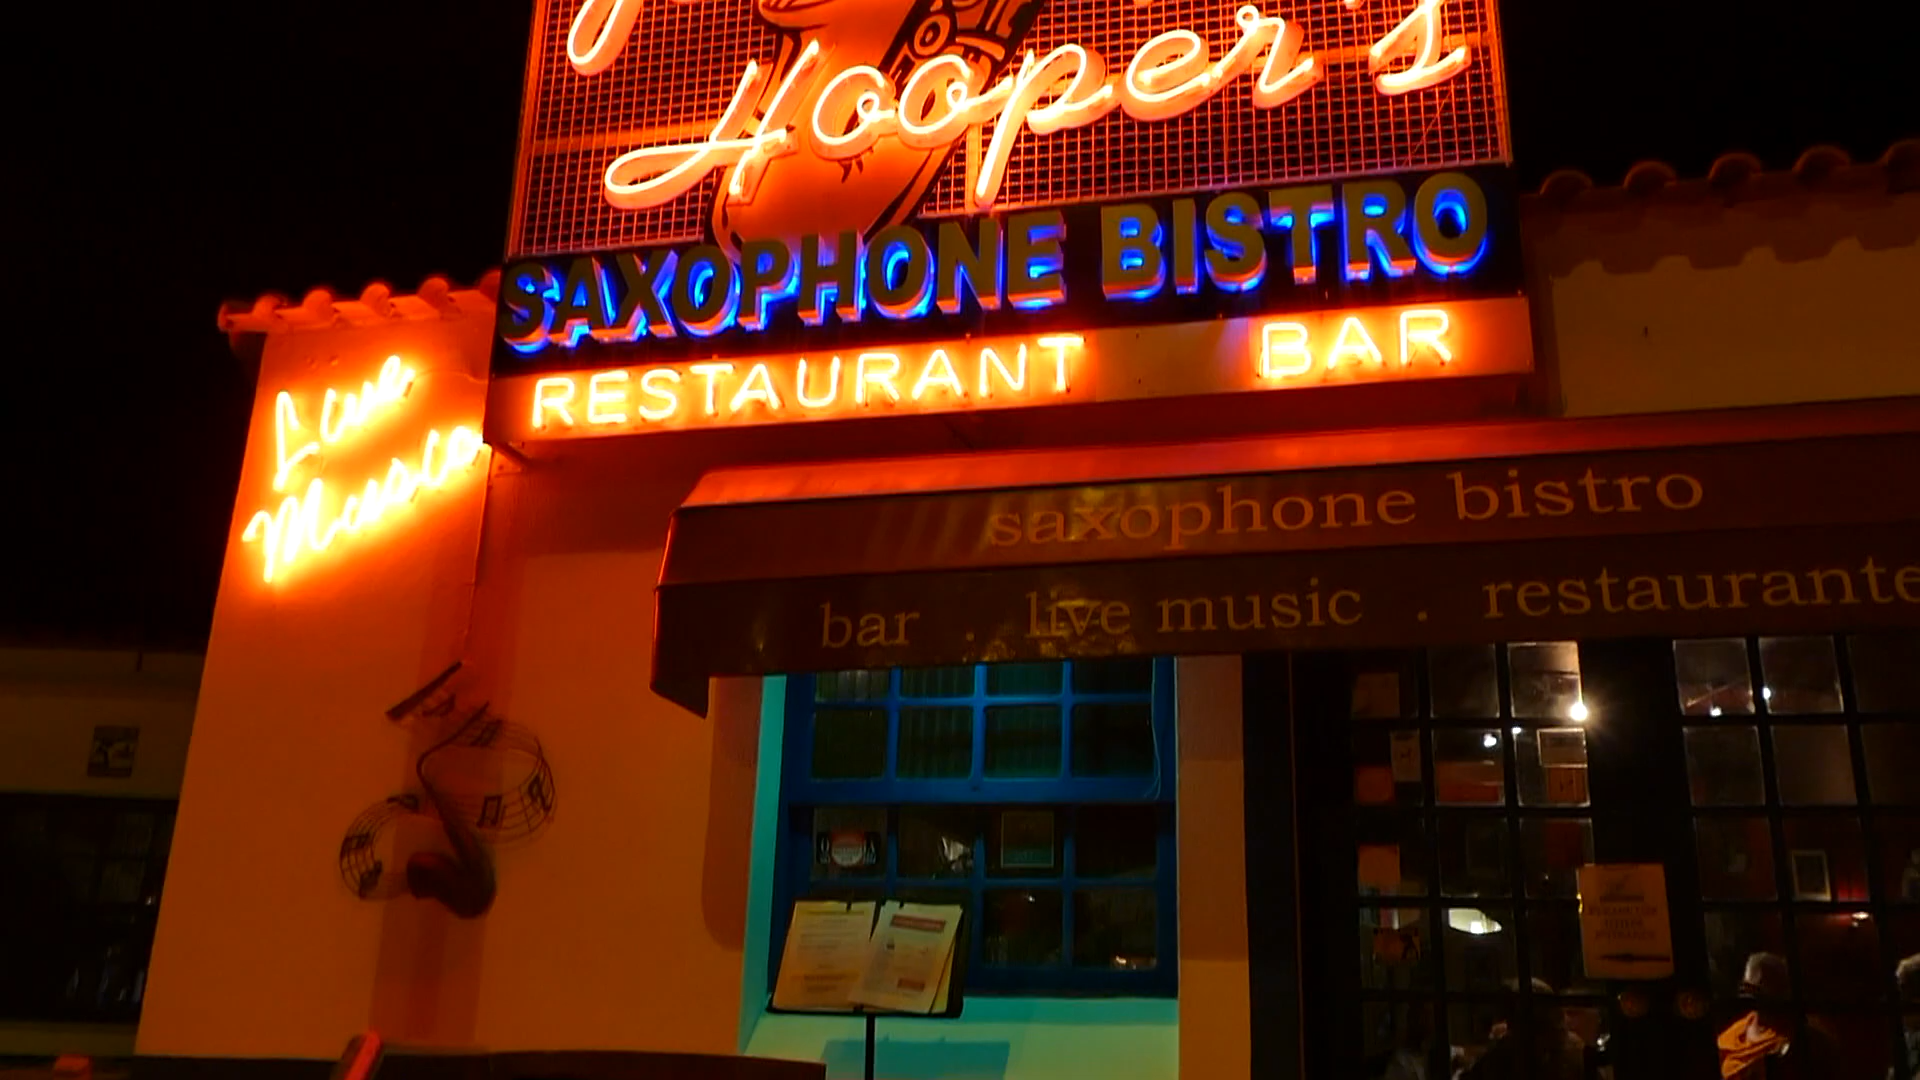 Hooper's
SAXOPHONE BISTRO
RESTAURANT BAR
Live
Music
saxophone bistro
bar . live music . restaurante